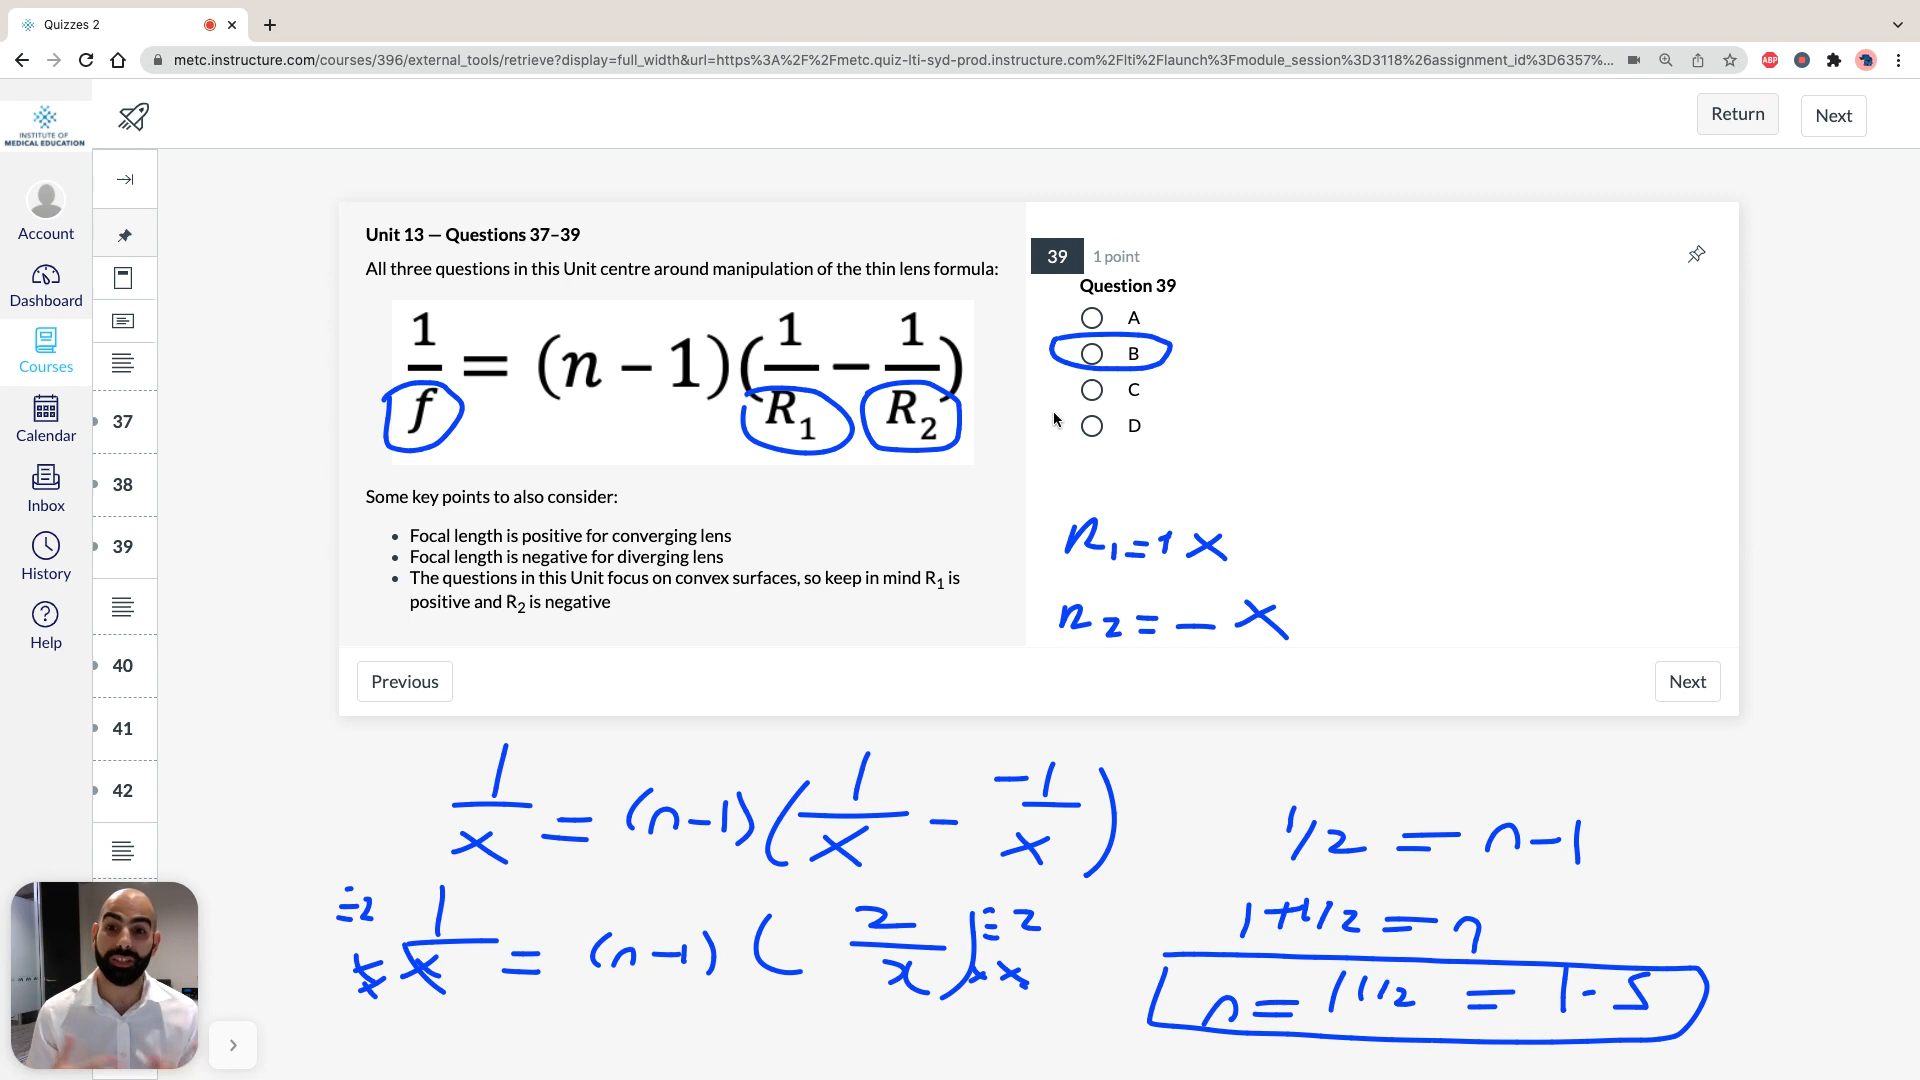 Quizzes 2
metc.instructure.com/courses/396/external_tools/retrieve?display=full_width&url=https%3A%2F%2Fmetc.quiz-lti-syd-prod.instructure.com%2Flti%2Flaunch%3Fmodule_session%3D3118%26assignment_id%3D6357%...
ABP
INSTITUTE OF
MEDICAL EDUCATION
Return
Next
Account
Dashboard
Courses
Calendar
Inbox
History
Help
37
38
39
40
41
42
Unit 13 — Questions 37–39
All three questions in this Unit centre around manipulation of the thin lens formula:
1/f = (n − 1)(1/R1 − 1/R2)
Some key points to also consider:
• Focal length is positive for converging lens
• Focal length is negative for diverging lens
• The questions in this Unit focus on convex surfaces, so keep in mind R1 is
positive and R2 is negative
39
1 point
Question 39
A
B
C
D
R1 = + x
R2 = − x
Previous
Next
1/x = (n−1)(1/x − −1/x)
÷2 1/x = (n−1)(2/x) ÷2
×x ×x
1/2 = n−1
1+1/2 = n
n = 1 1/2 = 1.5